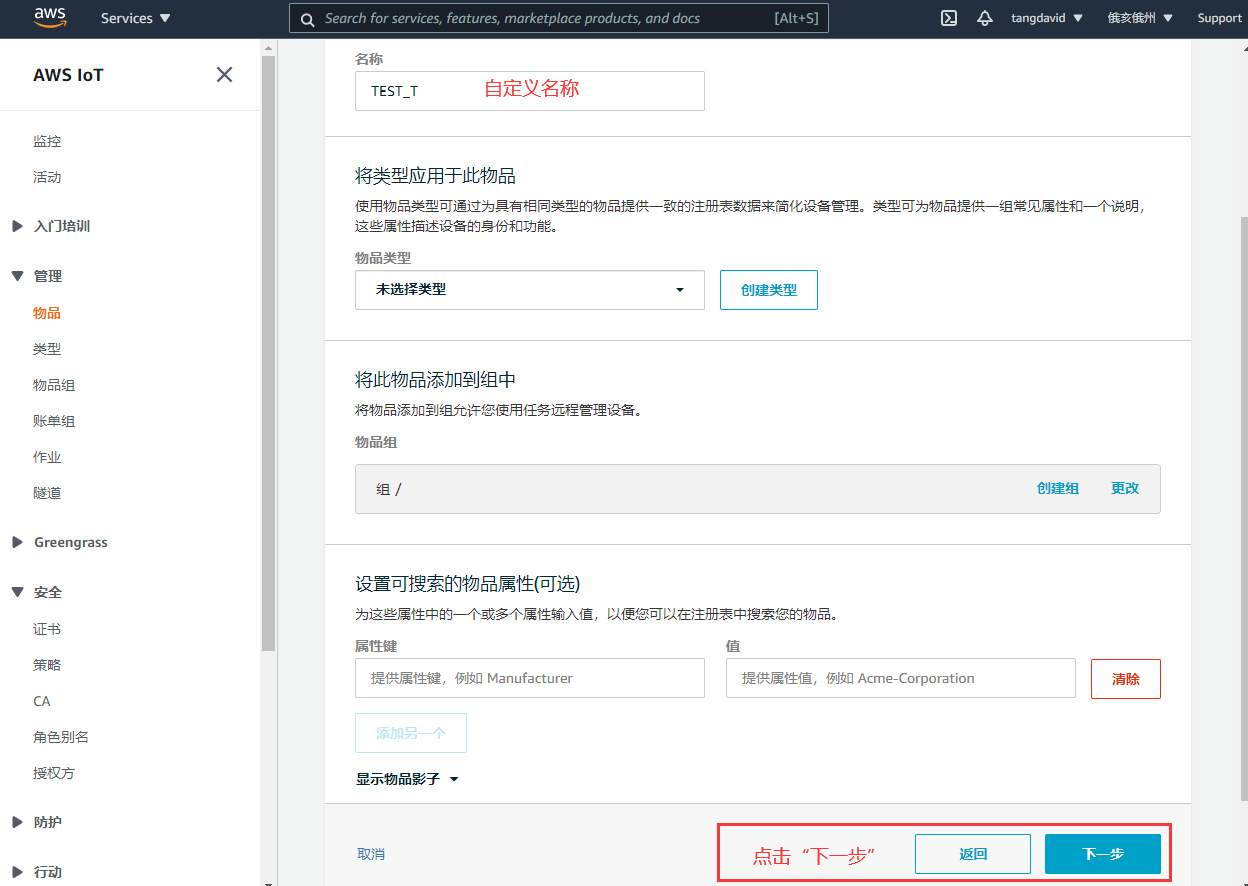 aws
Services
Search for services, features, marketplace products, and docs
[Alt+S]
tangdavid
俄亥俄州
Support
AWS IoT
监控
活动
入门培训
管理
物品
类型
物品组
账单组
作业
隧道
Greengrass
安全
证书
策略
CA
角色别名
授权方
防护
行动
名称
TEST_T
自定义名称
将类型应用于此物品
使用物品类型可通过为具有相同类型的物品提供一致的注册表数据来简化设备管理。类型可为物品提供一组常见属性和一个说明，
这些属性描述设备的身份和功能。
物品类型
未选择类型
创建类型
将此物品添加到组中
将物品添加到组允许您使用任务远程管理设备。
物品组
组 /
创建组
更改
设置可搜索的物品属性(可选)
为这些属性中的一个或多个属性输入值，以便您可以在注册表中搜索您的物品。
属性键
值
提供属性键，例如 Manufacturer
提供属性值，例如 Acme-Corporation
清除
添加另一个
显示物品影子
取消
点击“下一步”
返回
下一步